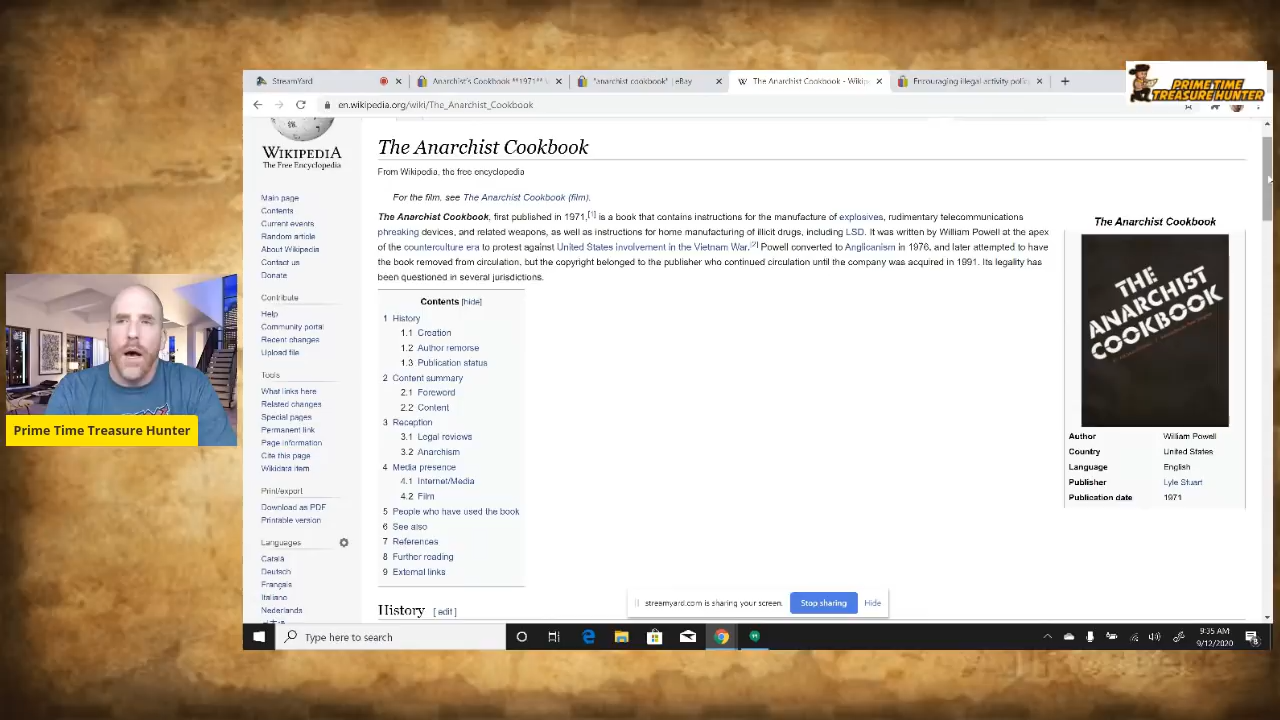 StreamYard
Anarchist's Cookbook **1971**
"anarchist cookbook" | eBay
The Anarchist Cookbook - Wikip
Encouraging illegal activity polic
PRIME TIME
TREASURE HUNTER
en.wikipedia.org/wiki/The_Anarchist_Cookbook
WIKIPEDIA
The Free Encyclopedia
Main page
Contents
Current events
Random article
About Wikipedia
Contact us
Donate
Contribute
Help
Community portal
Recent changes
Upload file
Tools
What links here
Related changes
Special pages
Permanent link
Page information
Cite this page
Wikidata item
Print/export
Download as PDF
Printable version
Languages
Català
Deutsch
Français
Italiano
Nederlands
The Anarchist Cookbook
From Wikipedia, the free encyclopedia
For the film, see The Anarchist Cookbook (film).
The Anarchist Cookbook, first published in 1971,[1] is a book that contains instructions for the manufacture of explosives, rudimentary telecommunications
phreaking devices, and related weapons, as well as instructions for home manufacturing of illicit drugs, including LSD. It was written by William Powell at the apex
of the counterculture era to protest against United States involvement in the Vietnam War.[2] Powell converted to Anglicanism in 1976, and later attempted to have
the book removed from circulation, but the copyright belonged to the publisher who continued circulation until the company was acquired in 1991. Its legality has
been questioned in several jurisdictions.
Contents [hide]
1 History
1.1 Creation
1.2 Author remorse
1.3 Publication status
2 Content summary
2.1 Foreword
2.2 Content
3 Reception
3.1 Legal reviews
3.2 Anarchism
4 Media presence
4.1 Internet/Media
4.2 Film
5 People who have used the book
6 See also
7 References
8 Further reading
9 External links
History [ edit ]
The Anarchist Cookbook
THE
ANARCHIST
COOKBOOK
Author William Powell
Country United States
Language English
Publisher Lyle Stuart
Publication date 1971
Prime Time Treasure Hunter
streamyard.com is sharing your screen.
Stop sharing
Hide
Type here to search
9:35 AM
9/12/2020